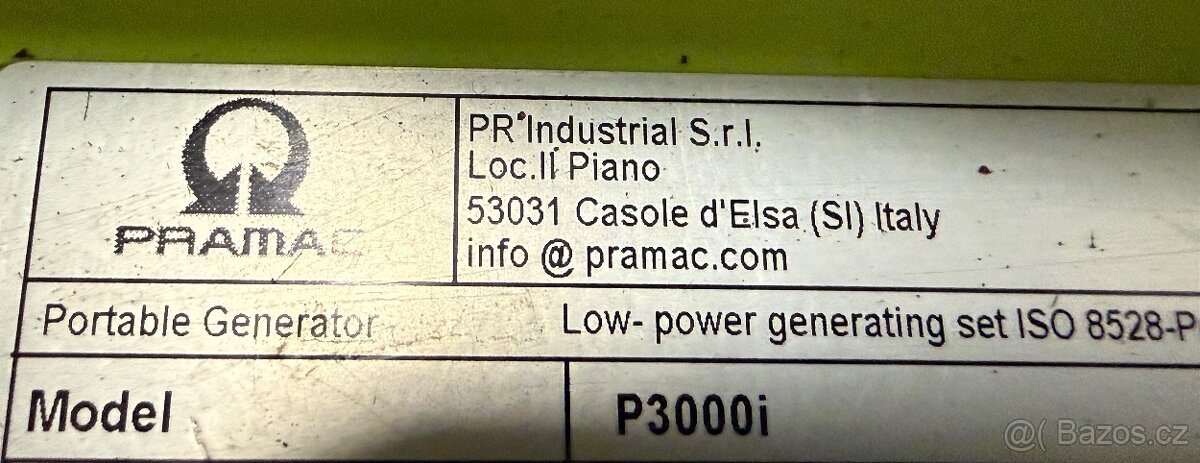 PRAMAC
PR Industrial S.r.l.
Loc.Il Piano
53031 Casole d'Elsa (SI) Italy
info @ pramac.com
Portable Generator
Low- power generating set ISO 8528-P
Model
P3000i
@( Bazos.cz